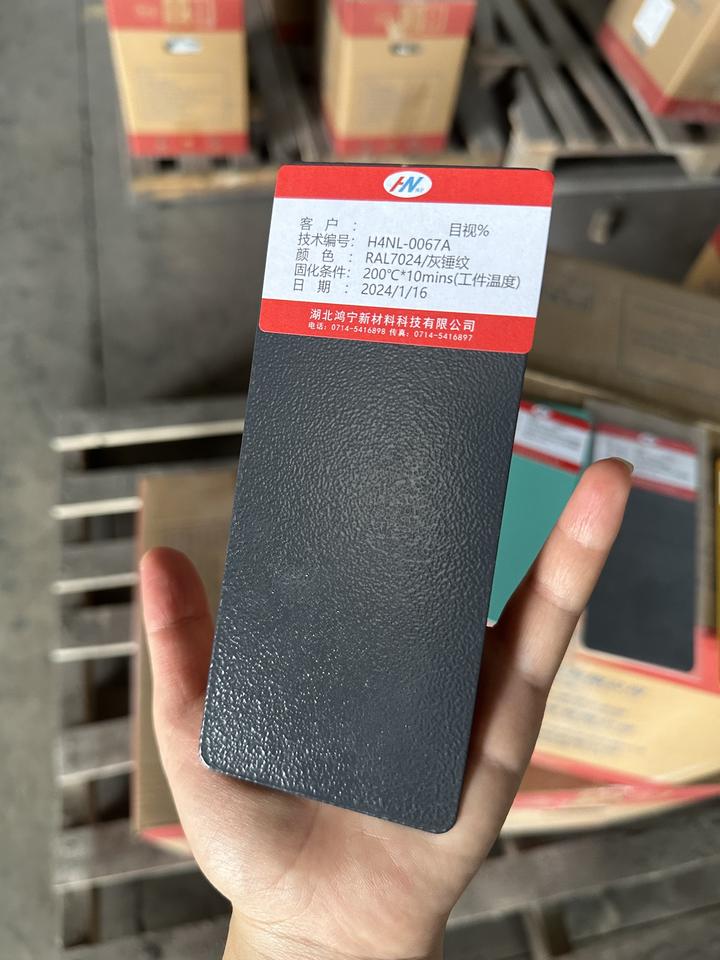 HN
客 户 : 目视%
技术编号: H4NL-0067A
颜 色 : RAL7024/灰锤纹
固化条件: 200℃*10mins(工件温度)
日 期 : 2024/1/16
湖北鸿宁新材料科技有限公司
电话: 0714-5416898 传真: 0714-5416897